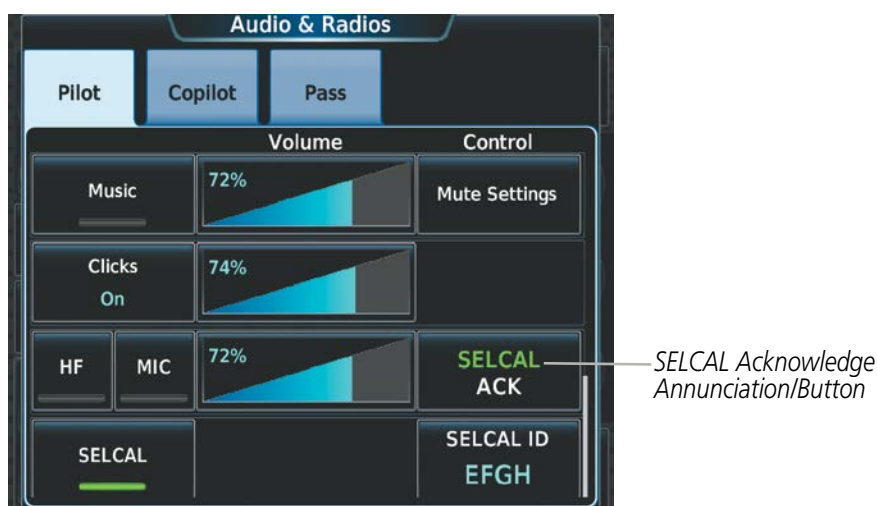 Audio & Radios
Pilot
Copilot
Pass
Volume
Control
Music
72%
Mute Settings
Clicks
On
74%
HF
MIC
72%
SELCAL
ACK
SELCAL Acknowledge
Annunciation/Button
SELCAL
SELCAL ID
EFGH